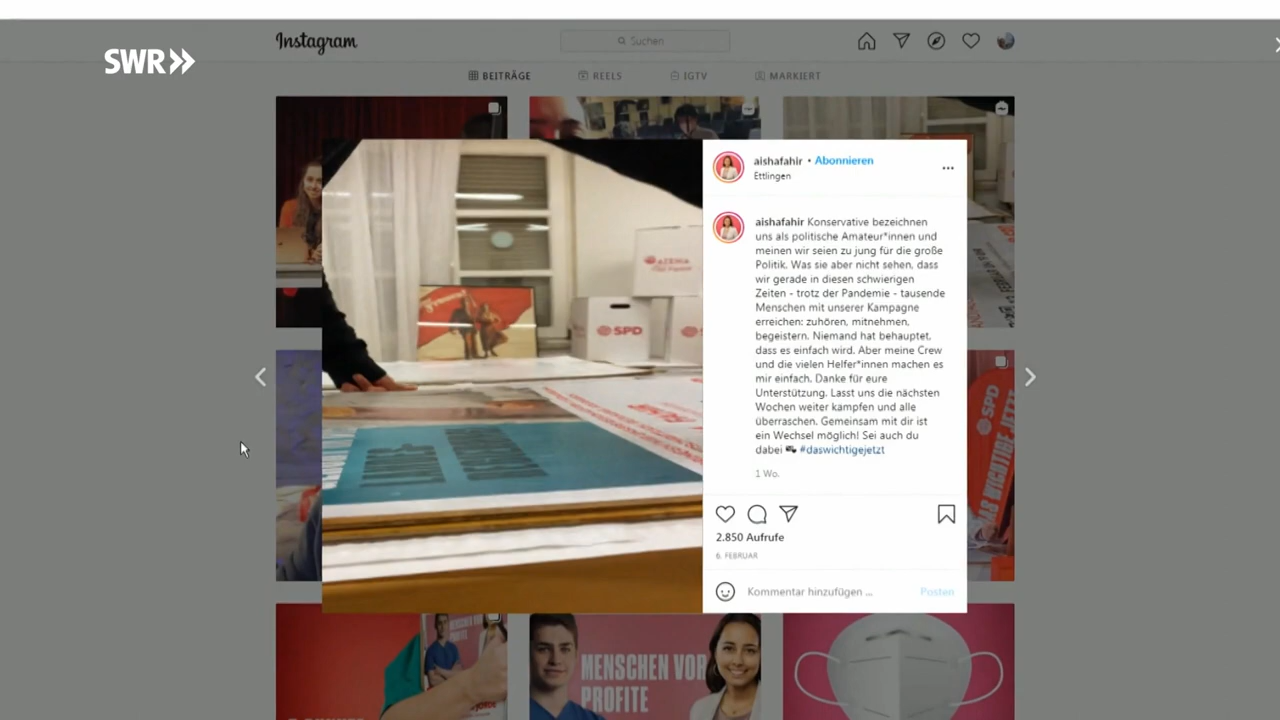 SWR
Instagram
Suchen
BEITRÄGE
REELS
IGTV
MARKIERT
aishafahir • Abonnieren
Ettlingen
aishafahir Konservative bezeichnen
uns als politische Amateur*innen und
meinen wir seien zu jung für die große
Politik. Was sie aber nicht sehen, dass
wir gerade in diesen schwierigen
Zeiten - trotz der Pandemie - tausende
Menschen mit unserer Kampagne
erreichen: zuhören, mitnehmen,
begeistern. Niemand hat behauptet,
dass es einfach wird. Aber meine Crew
und die vielen Helfer*innen machen es
mir einfach. Danke für eure
Unterstützung. Lasst uns die nächsten
Wochen weiter kämpfen und alle
überraschen. Gemeinsam mit dir ist
ein Wechsel möglich! Sei auch du
dabei #daswichtigejetzt
1 Wo.
2.850 Aufrufe
6. FEBRUAR
Kommentar hinzufügen ...
Posten
SPD
SPD
DAS WICHTIGE JETZT
MENSCHEN VOR
PROFITE